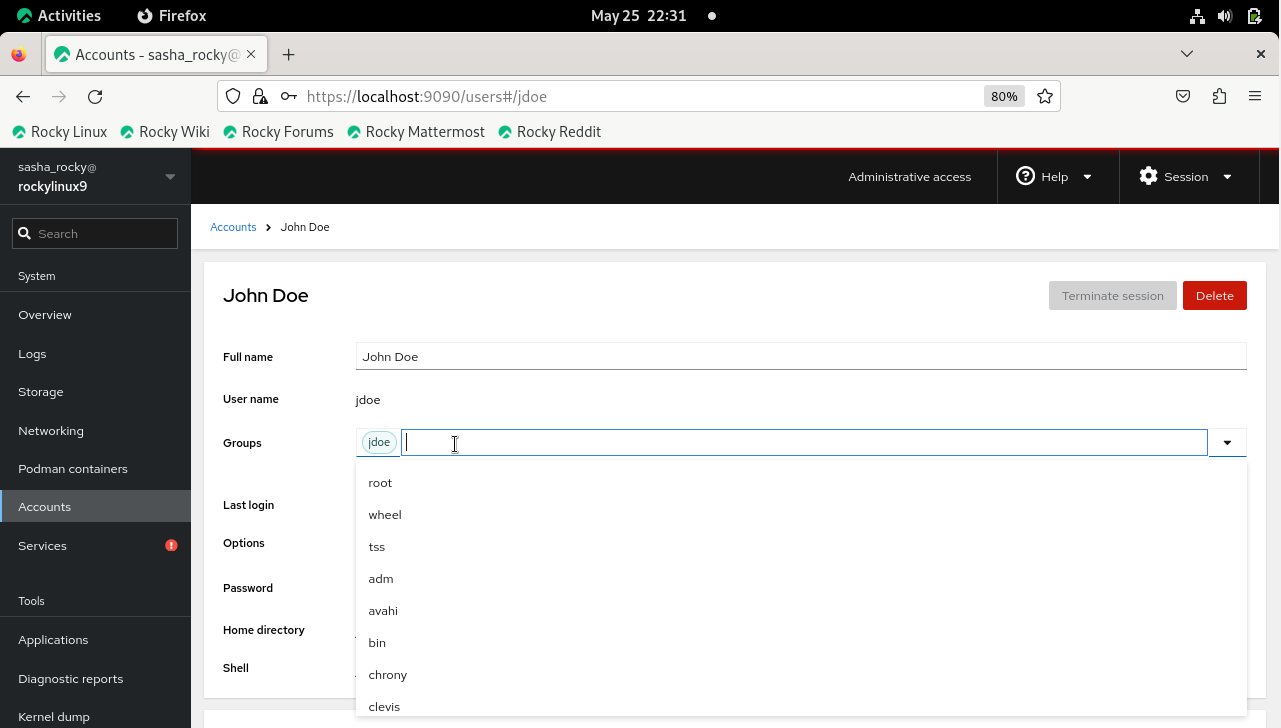 Activities Firefox May 25 22:31
Accounts - sasha_rocky@
https://localhost:9090/users#/jdoe 80%
Rocky Linux Rocky Wiki Rocky Forums Rocky Mattermost Rocky Reddit
sasha_rocky@
rockylinux9
Administrative access Help Session
Search
System
Overview
Logs
Storage
Networking
Podman containers
Accounts
Services
Tools
Applications
Diagnostic reports
Kernel dump
Accounts John Doe
John Doe Terminate session Delete
Full name John Doe
User name jdoe
Groups jdoe
root
wheel
tss
adm
avahi
bin
chrony
clevis
Last login
Options
Password
Home directory
Shell